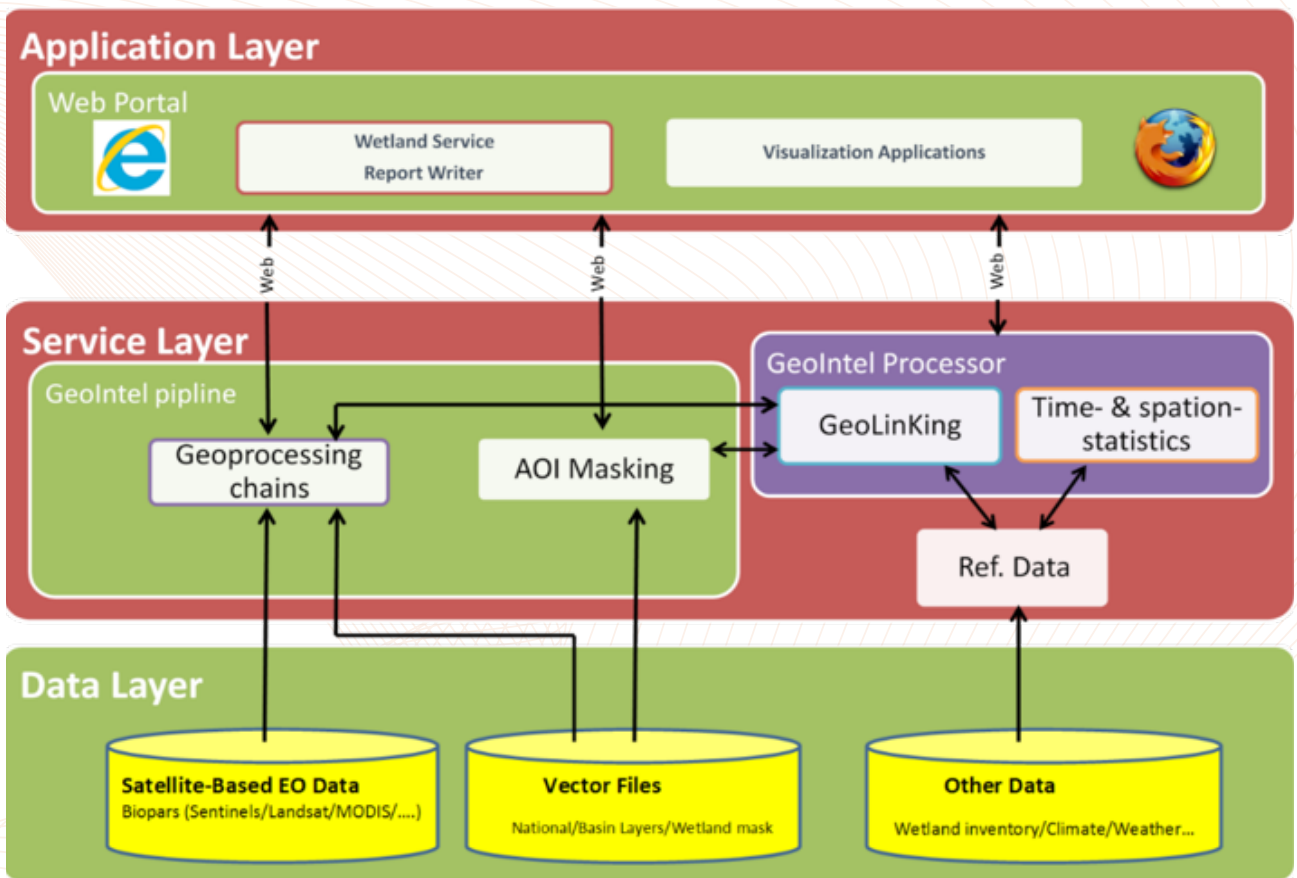 Application Layer
Web Portal
Wetland Service
Report Writer
Visualization Applications
Web
Web
Web
Service Layer
GeoIntel pipline
GeoIntel Processor
Geoprocessing
chains
AOI Masking
GeoLinKing
Time- & spation-
statistics
Ref. Data
Data Layer
Satellite-Based EO Data
Biopars (Sentinels/Landsat/MODIS/....)
Vector Files
National/Basin Layers/Wetland mask
Other Data
Wetland inventory/Climate/Weather...